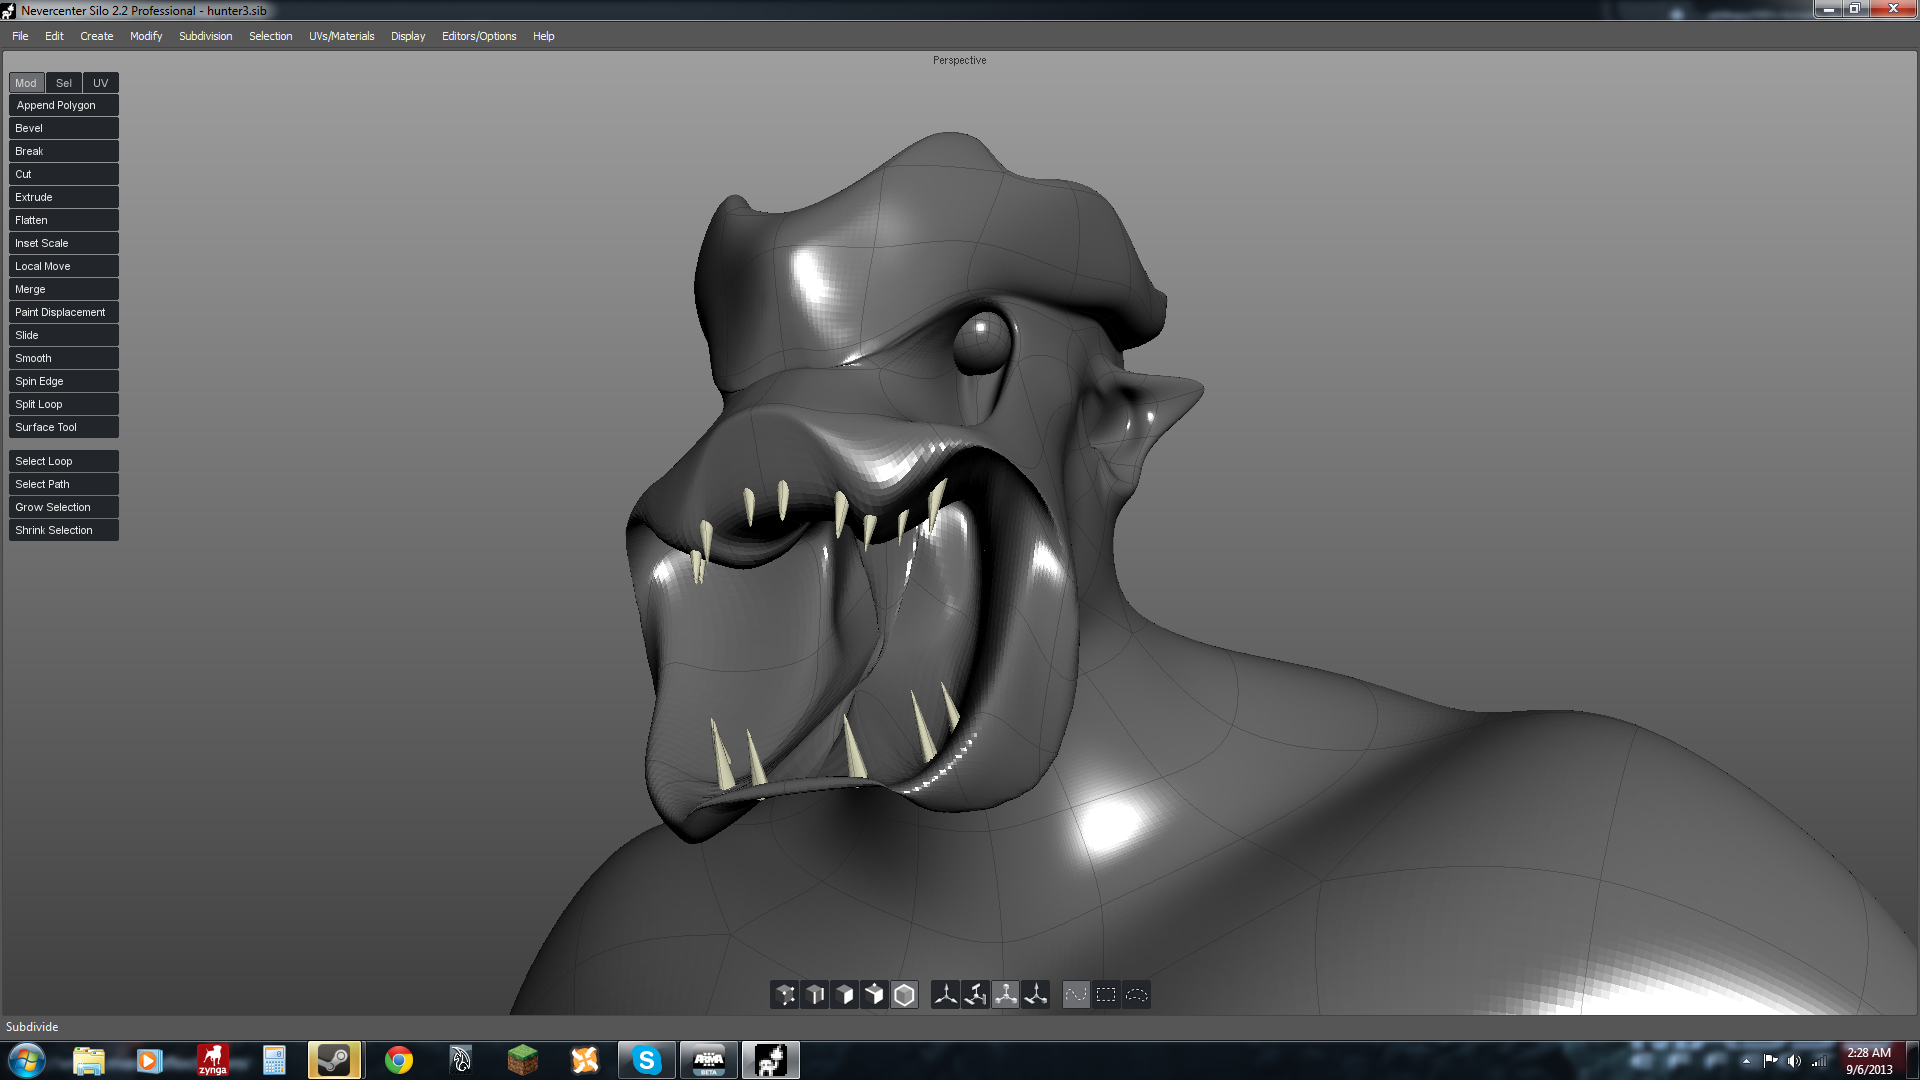 Nevercenter Silo 2.2 Professional - hunter3.sib
File Edit Create Modify Subdivision Selection UVs/Materials Display Editors/Options Help
Perspective
Mod Sel UV
Append Polygon
Bevel
Break
Cut
Extrude
Flatten
Inset Scale
Local Move
Merge
Paint Displacement
Slide
Smooth
Spin Edge
Split Loop
Surface Tool
Select Loop
Select Path
Grow Selection
Shrink Selection
Subdivide
zynga
ARMA
BETA
2:28 AM
9/6/2013